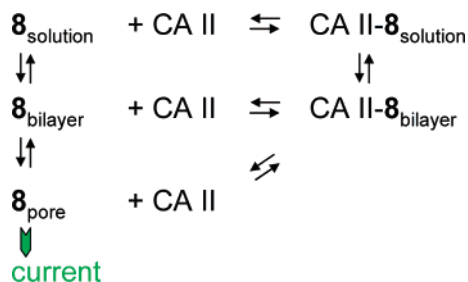 8solution + CA II ⇌ CA II-8solution
8bilayer + CA II ⇌ CA II-8bilayer
8pore + CA II
current